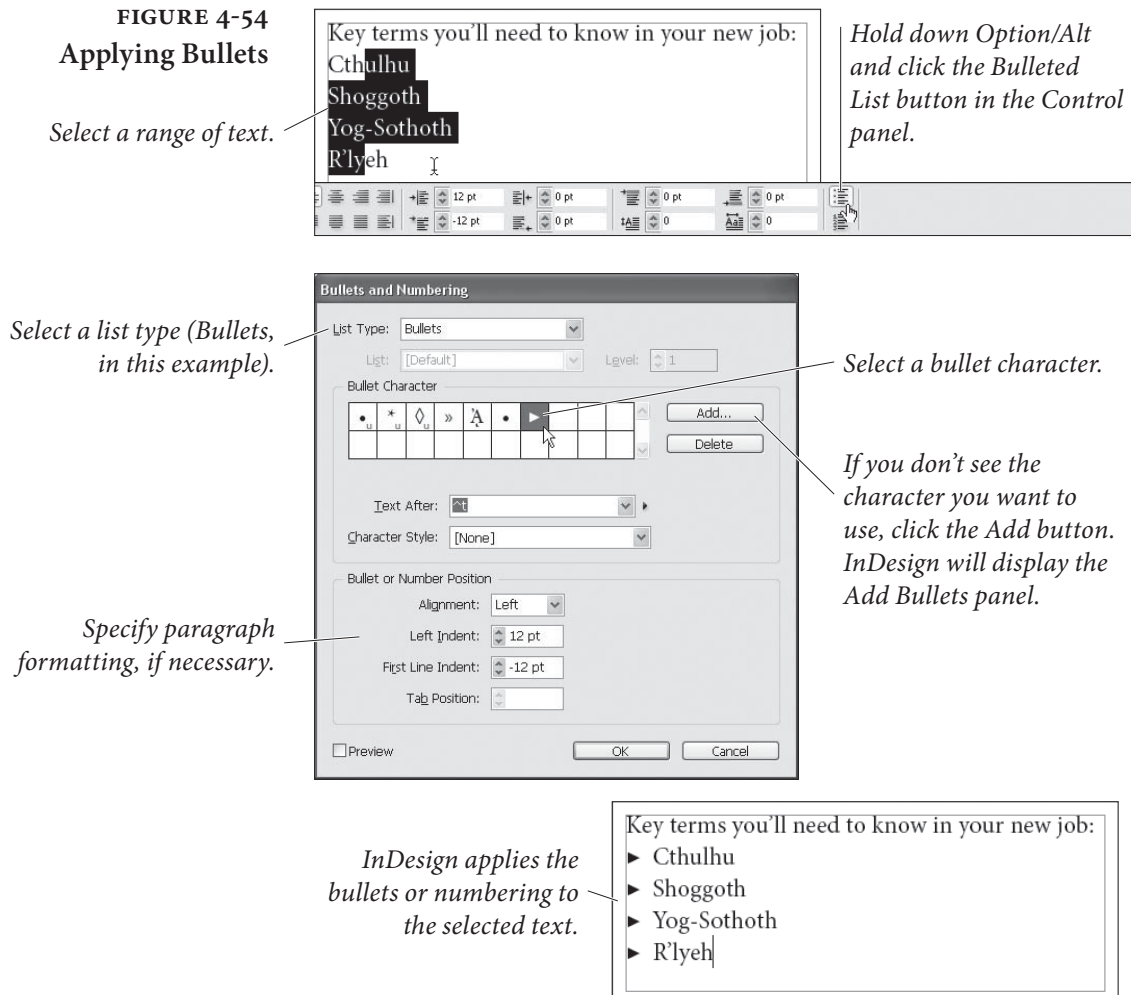 FIGURE 4-54
Applying Bullets
Select a range of text.
Key terms you'll need to know in your new job:
Cthulhu
Shoggoth
Yog-Sothoth
R'lyeh
Hold down Option/Alt
and click the Bulleted
List button in the Control
panel.
12 pt
0 pt
0 pt
0 pt
-12 pt
0 pt
0
0
Bullets and Numbering
Select a list type (Bullets,
in this example).
List Type: Bullets
List: [Default] Level: 1
Bullet Character
Select a bullet character.
Add...
Delete
If you don't see the
character you want to
use, click the Add button.
InDesign will display the
Add Bullets panel.
Text After: ^t
Character Style: [None]
Bullet or Number Position
Alignment: Left
Specify paragraph
formatting, if necessary.
Left Indent: 12 pt
First Line Indent: -12 pt
Tab Position:
Preview
OK
Cancel
InDesign applies the
bullets or numbering to
the selected text.
Key terms you'll need to know in your new job:
► Cthulhu
► Shoggoth
► Yog-Sothoth
► R'lyeh